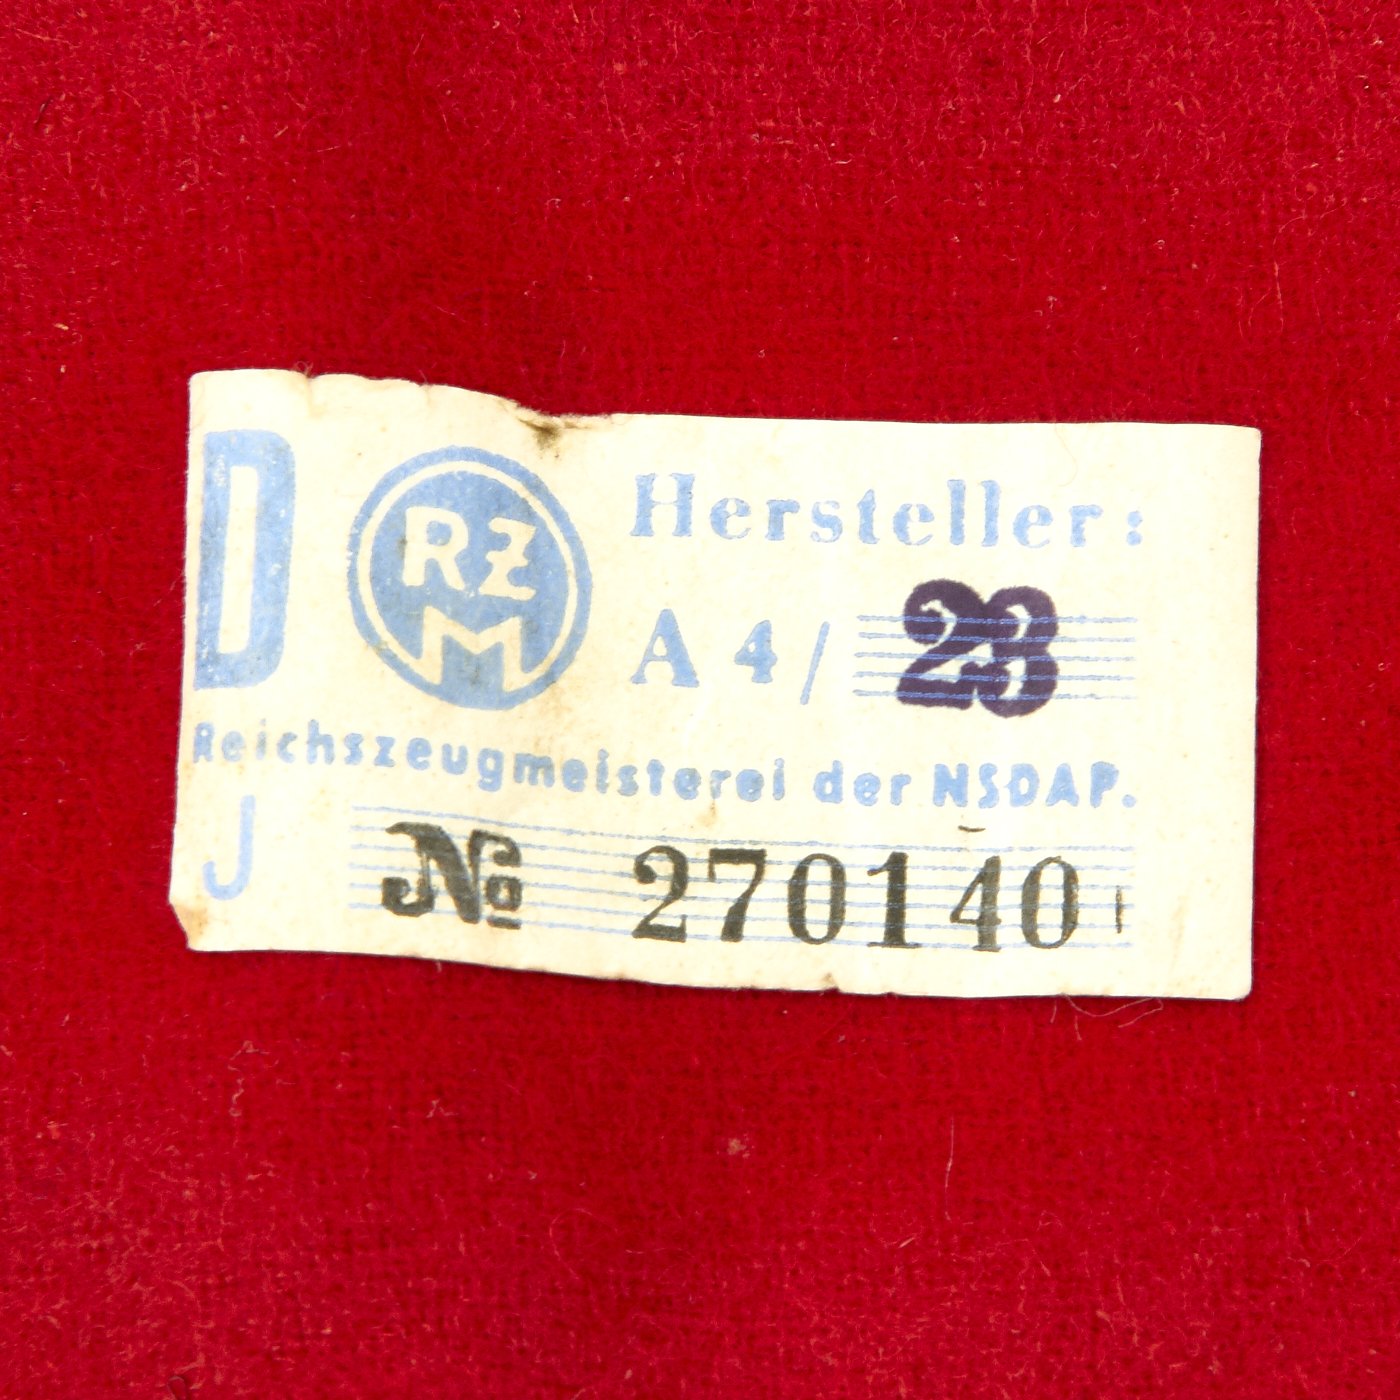 D RZM Hersteller:
A 4 / 23
Reichszeugmeisterei der NSDAP.
J № 270140